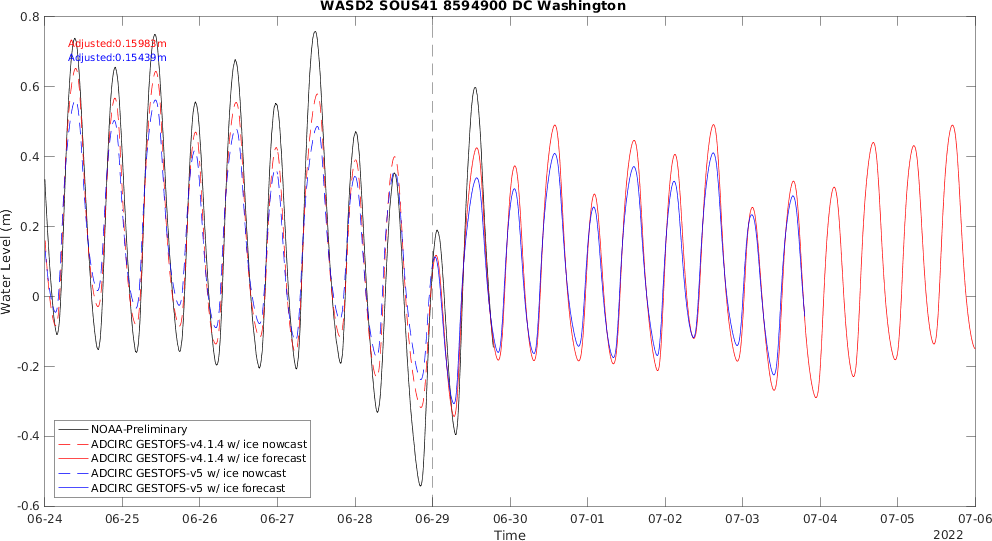 WASD2 SOUS41 8594900 DC Washington
0.8
Adjusted:0.15983m
Adjusted:0.15439m
0.6
0.4
0.2
0
-0.2
-0.4
-0.6
Water Level (m)
NOAA-Preliminary
ADCIRC GESTOFS-v4.1.4 w/ ice nowcast
ADCIRC GESTOFS-v4.1.4 w/ ice forecast
ADCIRC GESTOFS-v5 w/ ice nowcast
ADCIRC GESTOFS-v5 w/ ice forecast
06-24 06-25 06-26 06-27 06-28 06-29 06-30 07-01 07-02 07-03 07-04 07-05 07-06
Time
2022